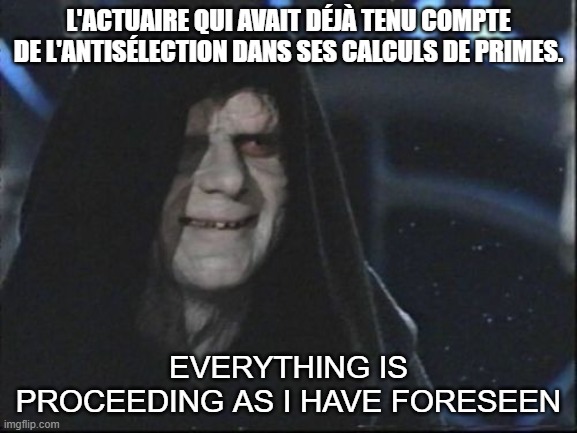 L'ACTUAIRE QUI AVAIT DÉJÀ TENU COMPTE
DE L'ANTISÉLECTION DANS SES CALCULS DE PRIMES.
EVERYTHING IS
PROCEEDING AS I HAVE FORESEEN
imgflip.com